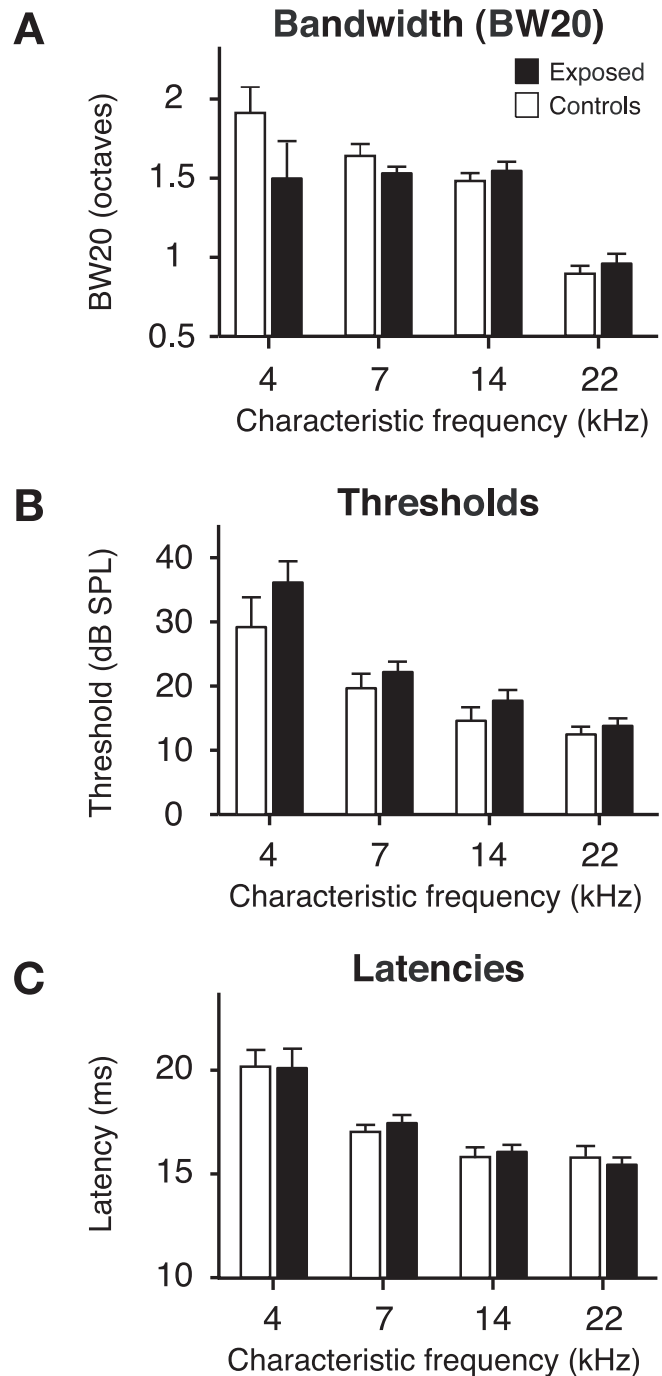 A
Bandwidth (BW20)
Exposed
Controls
BW20 (octaves)
2
1.5
1
0.5
4 7 14 22
Characteristic frequency (kHz)
B
Thresholds
Threshold (dB SPL)
40
30
20
10
0
4 7 14 22
Characteristic frequency (kHz)
C
Latencies
Latency (ms)
20
15
10
4 7 14 22
Characteristic frequency (kHz)